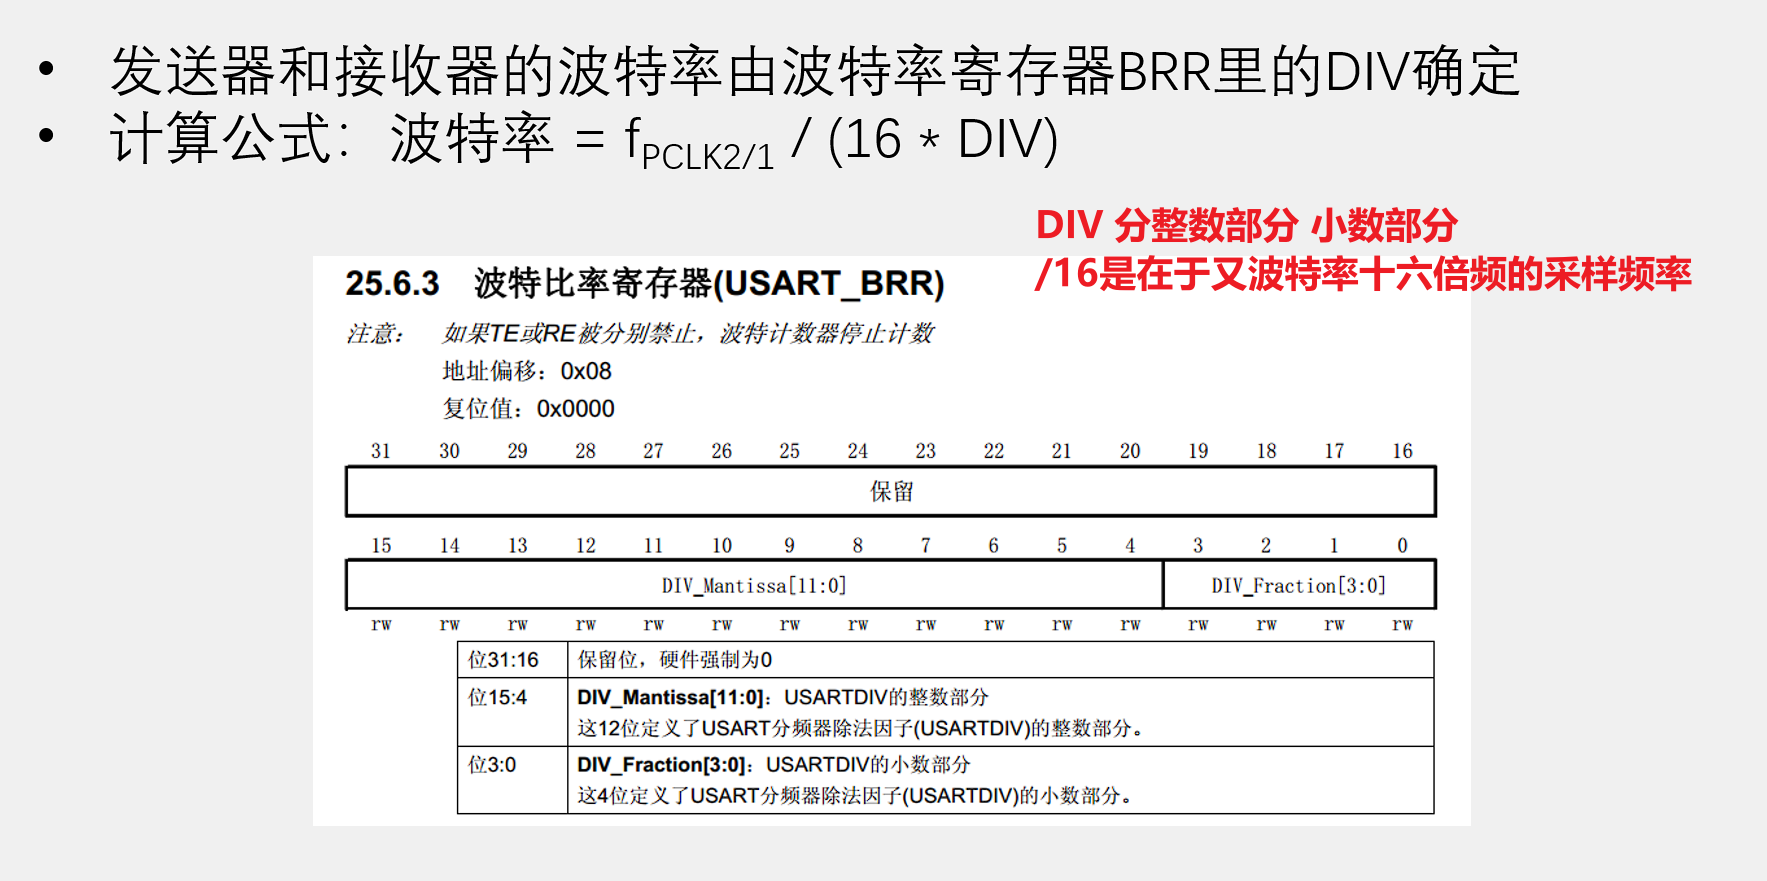 • 发送器和接收器的波特率由波特率寄存器BRR里的DIV确定
• 计算公式：波特率 = fPCLK2/1 / (16 * DIV)
DIV 分整数部分 小数部分
/16是在于又波特率十六倍频的采样频率
25.6.3 波特比率寄存器(USART_BRR)
注意： 如果TE或RE被分别禁止，波特计数器停止计数
地址偏移：0x08
复位值：0x0000
31 30 29 28 27 26 25 24 23 22 21 20 19 18 17 16
保留
15 14 13 12 11 10 9 8 7 6 5 4 3 2 1 0
DIV_Mantissa[11:0] DIV_Fraction[3:0]
rw rw rw rw rw rw rw rw rw rw rw rw rw rw rw rw
位31:16 保留位，硬件强制为0
位15:4 DIV_Mantissa[11:0]：USARTDIV的整数部分
这12位定义了USART分频器除法因子(USARTDIV)的整数部分。
位3:0 DIV_Fraction[3:0]：USARTDIV的小数部分
这4位定义了USART分频器除法因子(USARTDIV)的小数部分。